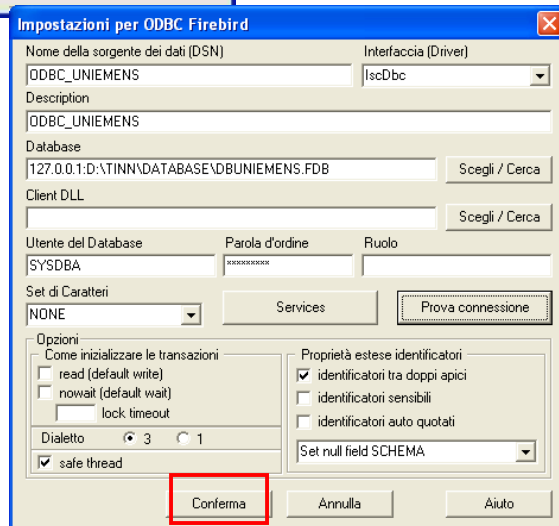 Impostazioni per ODBC Firebird
Nome della sorgente dei dati (DSN) Interfaccia (Driver)
ODBC_UNIEMENS IscDbc
Description
ODBC_UNIEMENS
Database
127.0.0.1:D:\TINN\DATABASE\DBUNIEMENS.FDB Scegli / Cerca
Client DLL
Scegli / Cerca
Utente del Database Parola d'ordine Ruolo
SYSDBA xxxxxxxxx
Set di Caratteri
NONE Services Prova connessione
Opzioni
Come inizializzare le transazioni Proprietà estese identificatori
read (default write) identificatori tra doppi apici
nowait (default wait) identificatori sensibili
lock timeout identificatori auto quotati
Dialetto 3 1 Set null field SCHEMA
safe thread
Conferma Annulla Aiuto